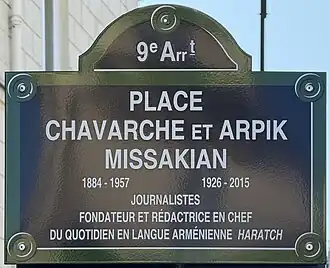 9e Arrt
PLACE
CHAVARCHE ET ARPIK
MISSAKIAN
1884 - 1957 1926 - 2015
JOURNALISTES
FONDATEUR ET RÉDACTRICE EN CHEF
DU QUOTIDIEN EN LANGUE ARMÉNIENNE HARATCH